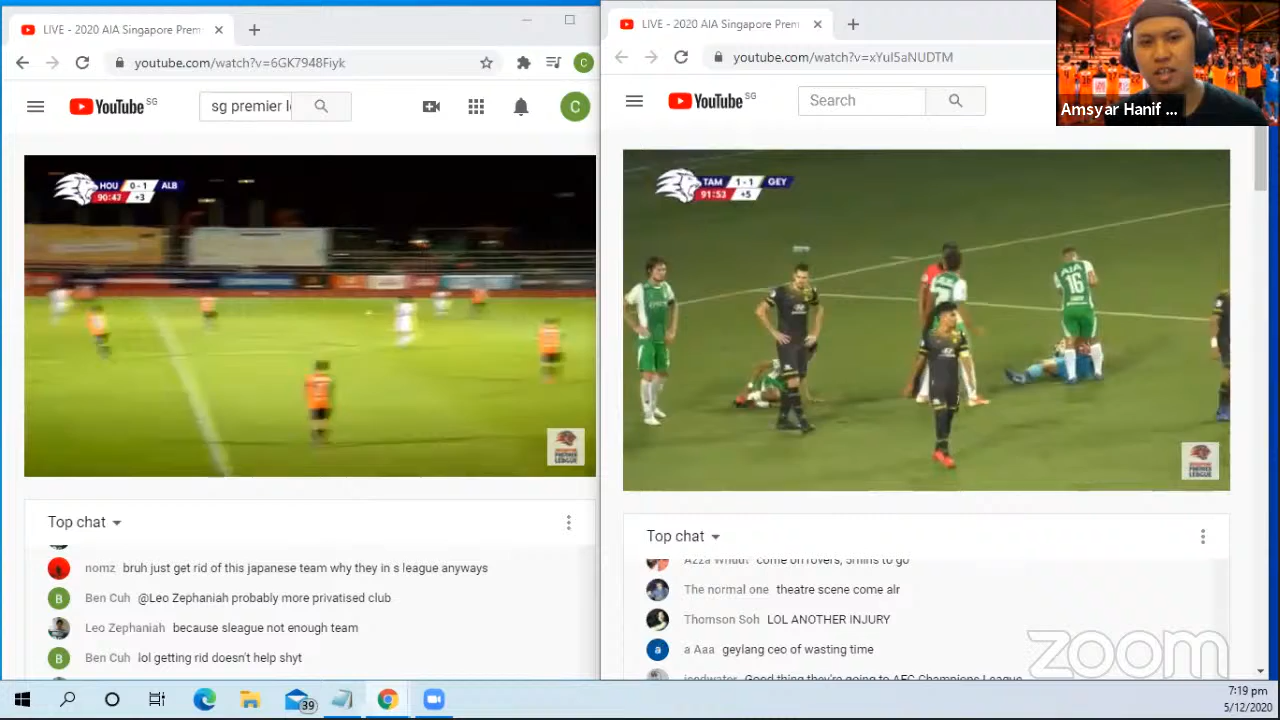 LIVE - 2020 AIA Singapore Prem
youtube.com/watch?v=6GK7948Fiyk
YouTube SG
sg premier l
C
HOU 0-1 ALB
90:47 +3
Top chat
nomz bruh just get rid of this japanese team why they in s league anyways
B Ben Cuh @Leo Zephaniah probably more privatised club
Leo Zephaniah because sleague not enough team
B Ben Cuh lol getting rid doesn't help shyt
LIVE - 2020 AIA Singapore Prem
youtube.com/watch?v=xYul5aNUDTM
YouTube SG
Search
Amsyar Hanif ...
TAM 1-1 GEY
91:53 +5
AIA
16
Top chat
come on rovers, 5mins to go
The normal one theatre scene come alr
Thomson Soh LOL ANOTHER INJURY
a a Aaa geylang ceo of wasting time
Good thing they're going to AFC Champions League
zoom
39
7:19 pm
5/12/2020